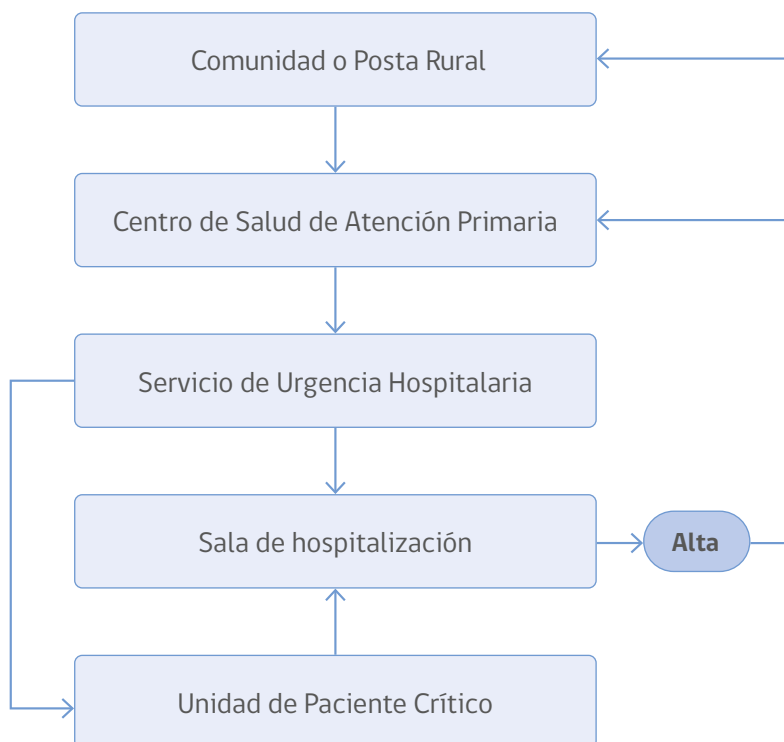 Comunidad o Posta Rural
Centro de Salud de Atención Primaria
Servicio de Urgencia Hospitalaria
Sala de hospitalización
Alta
Unidad de Paciente Crítico